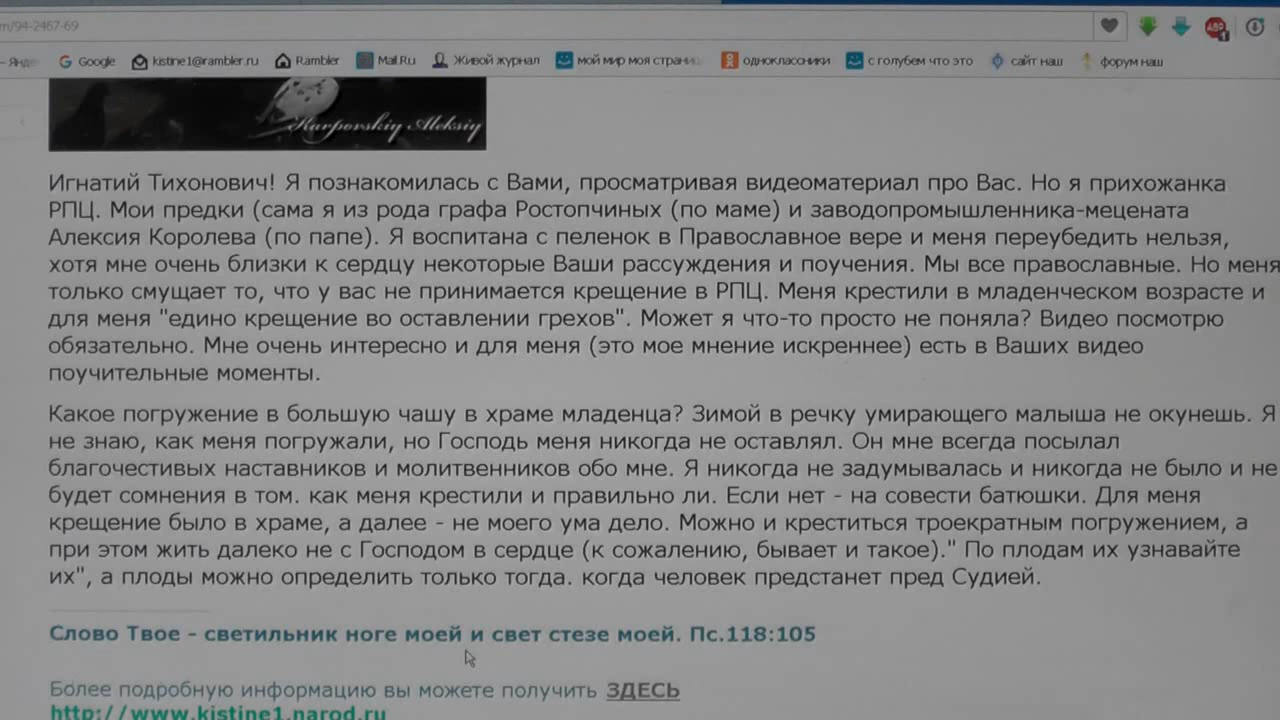 m/94-2467-69
Google kistine1@rambler.ru Rambler Mail.Ru Живой журнал мой мир моя страниц одноклассники с голубем что это сайт наш форум наш
Karpovskiy Aleksiy
Игнатий Тихонович! Я познакомилась с Вами, просматривая видеоматериал про Вас. Но я прихожанка
РПЦ. Мои предки (сама я из рода графа Ростопчиных (по маме) и заводопромышленника-мецената
Алексия Королева (по папе). Я воспитана с пеленок в Православное вере и меня переубедить нельзя,
хотя мне очень близки к сердцу некоторые Ваши рассуждения и поучения. Мы все православные. Но меня
только смущает то, что у вас не принимается крещение в РПЦ. Меня крестили в младенческом возрасте и
для меня "едино крещение во оставлении грехов". Может я что-то просто не поняла? Видео посмотрю
обязательно. Мне очень интересно и для меня (это мое мнение искреннее) есть в Ваших видео
поучительные моменты.
Какое погружение в большую чашу в храме младенца? Зимой в речку умирающего малыша не окунешь. Я
не знаю, как меня погружали, но Господь меня никогда не оставлял. Он мне всегда посылал
благочестивых наставников и молитвенников обо мне. Я никогда не задумывалась и никогда не было и не
будет сомнения в том. как меня крестили и правильно ли. Если нет - на совести батюшки. Для меня
крещение было в храме, а далее - не моего ума дело. Можно и креститься троекратным погружением, а
при этом жить далеко не с Господом в сердце (к сожалению, бывает и такое)." По плодам их узнавайте
их", а плоды можно определить только тогда. когда человек предстанет пред Судией.
Слово Твое - светильник ноге моей и свет стезе моей. Пс.118:105
Более подробную информацию вы можете получить ЗДЕСЬ
http://www.kistine1.narod.ru